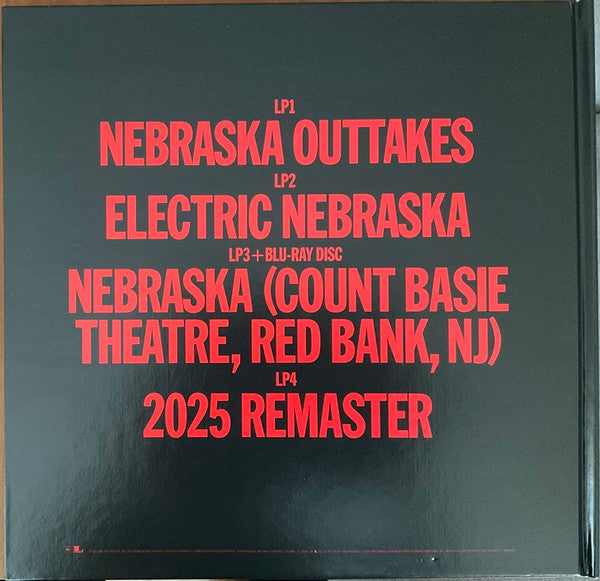 LP1
NEBRASKA OUTTAKES
LP2
ELECTRIC NEBRASKA
LP3+BLU-RAY DISC
NEBRASKA (COUNT BASIE
THEATRE, RED BANK, NJ)
LP4
2025 REMASTER